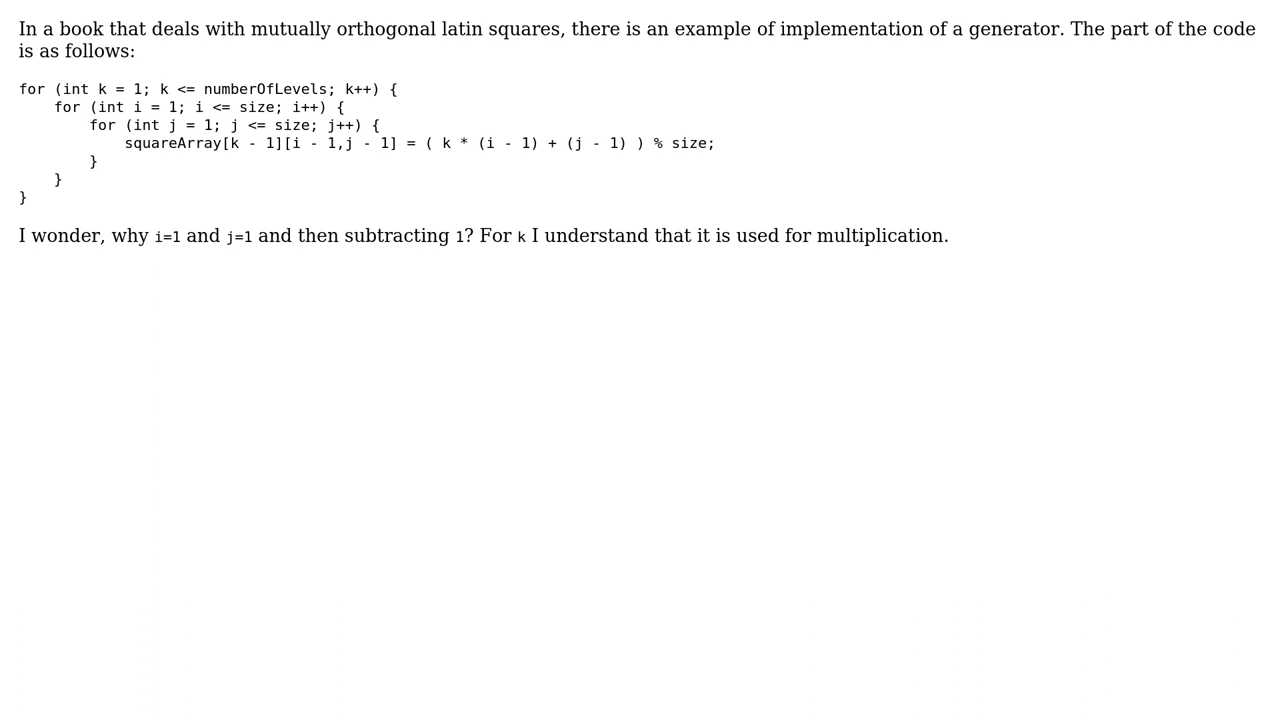 In a book that deals with mutually orthogonal latin squares, there is an example of implementation of a generator. The part of the code
is as follows:
for (int k = 1; k <= numberOfLevels; k++) {
    for (int i = 1; i <= size; i++) {
        for (int j = 1; j <= size; j++) {
            squareArray[k - 1][i - 1,j - 1] = ( k * (i - 1) + (j - 1) ) % size;
        }
    }
}
I wonder, why i=1 and j=1 and then subtracting 1? For k I understand that it is used for multiplication.